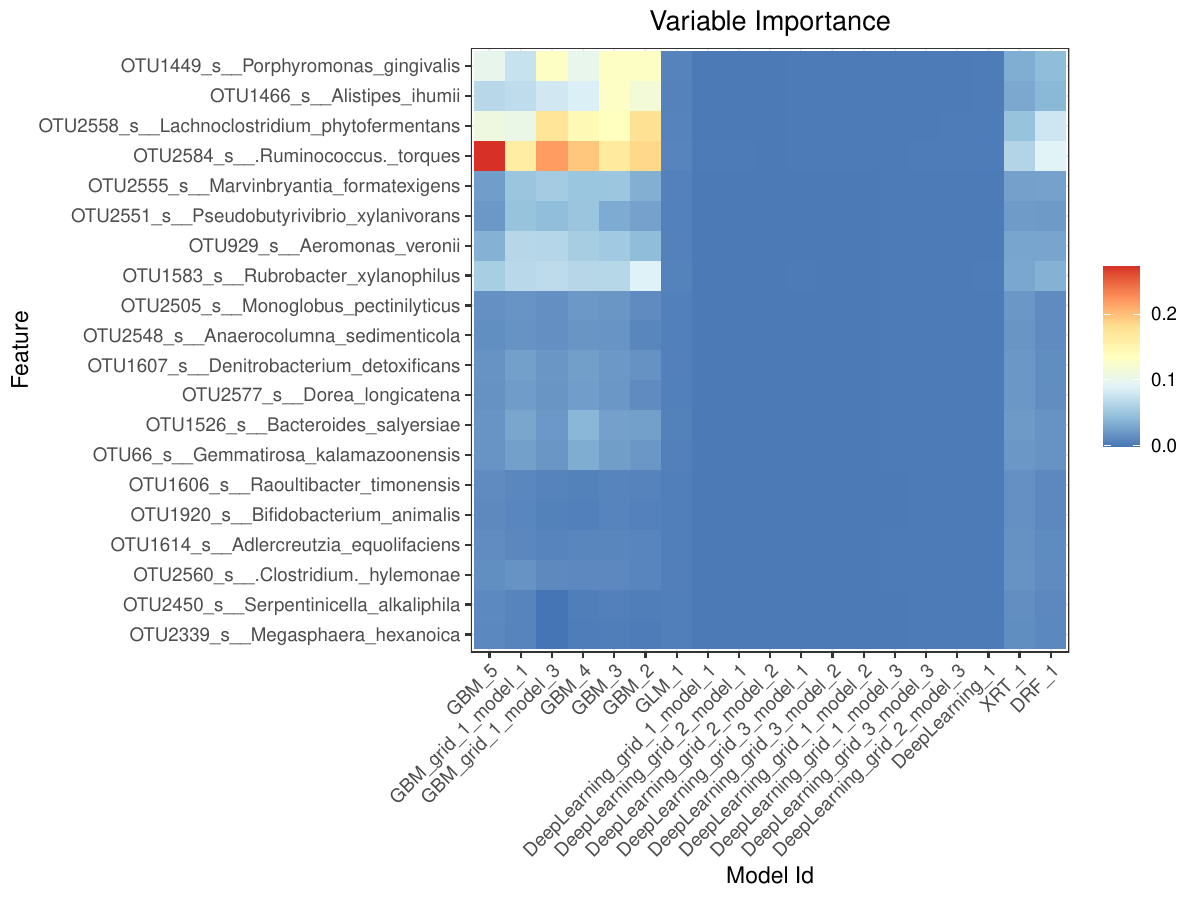 Variable Importance
Feature
OTU1449_s__Porphyromonas_gingivalis
OTU1466_s__Alistipes_ihumii
OTU2558_s__Lachnoclostridium_phytofermentans
OTU2584_s__.Ruminococcus._torques
OTU2555_s__Marvinbryantia_formatexigens
OTU2551_s__Pseudobutyrivibrio_xylanivorans
OTU929_s__Aeromonas_veronii
OTU1583_s__Rubrobacter_xylanophilus
OTU2505_s__Monoglobus_pectinilyticus
OTU2548_s__Anaerocolumna_sedimenticola
OTU1607_s__Denitrobacterium_detoxificans
OTU2577_s__Dorea_longicatena
OTU1526_s__Bacteroides_salyersiae
OTU66_s__Gemmatirosa_kalamazoonensis
OTU1606_s__Raoultibacter_timonensis
OTU1920_s__Bifidobacterium_animalis
OTU1614_s__Adlercreutzia_equolifaciens
OTU2560_s__.Clostridium._hylemonae
OTU2450_s__Serpentinicella_alkaliphila
OTU2339_s__Megasphaera_hexanoica
0.2
0.1
0.0
GBM_5
GBM_grid_1_model_1
GBM_grid_1_model_3
GBM_4
GBM_3
GBM_2
GLM_1
DeepLearning_grid_1_model_1
DeepLearning_grid_2_model_1
DeepLearning_grid_2_model_2
DeepLearning_grid_3_model_1
DeepLearning_grid_3_model_2
DeepLearning_grid_1_model_2
DeepLearning_grid_1_model_3
DeepLearning_grid_3_model_3
DeepLearning_grid_2_model_3
DeepLearning_1
XRT_1
DRF_1
Model Id